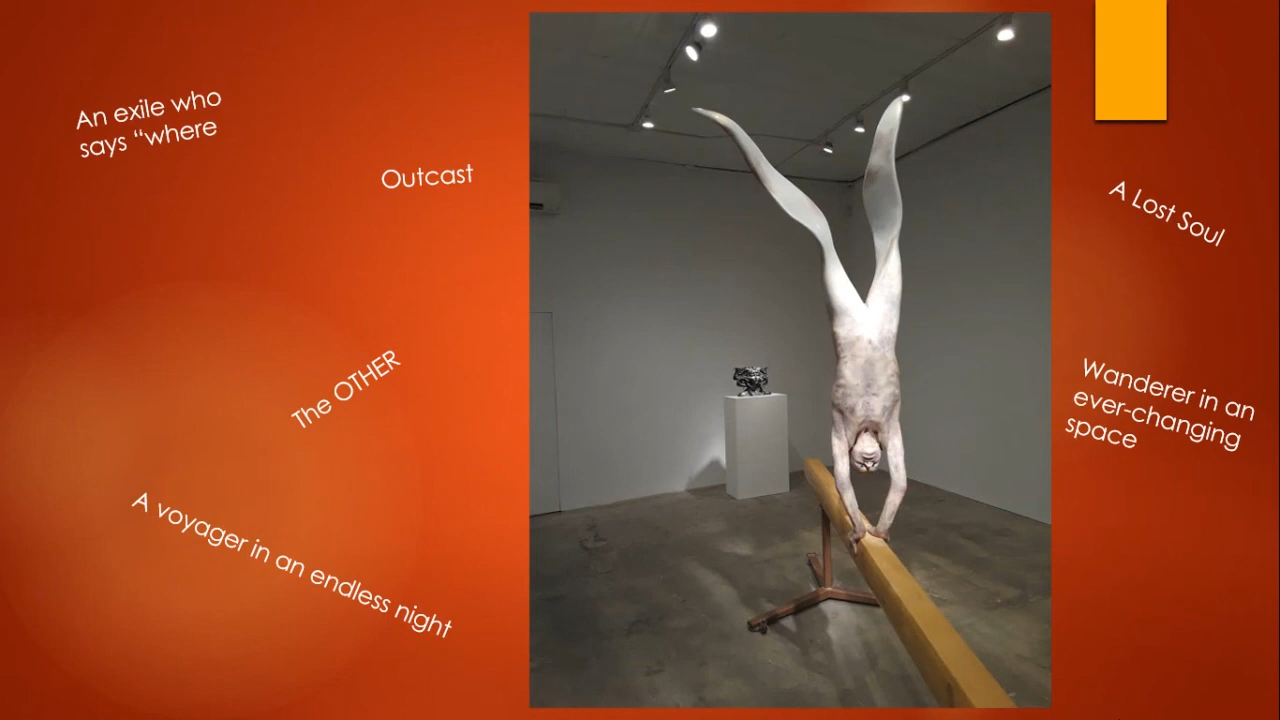 An exile who
says “where
Outcast
The OTHER
A voyager in an endless night
A Lost Soul
Wanderer in an
ever-changing
space